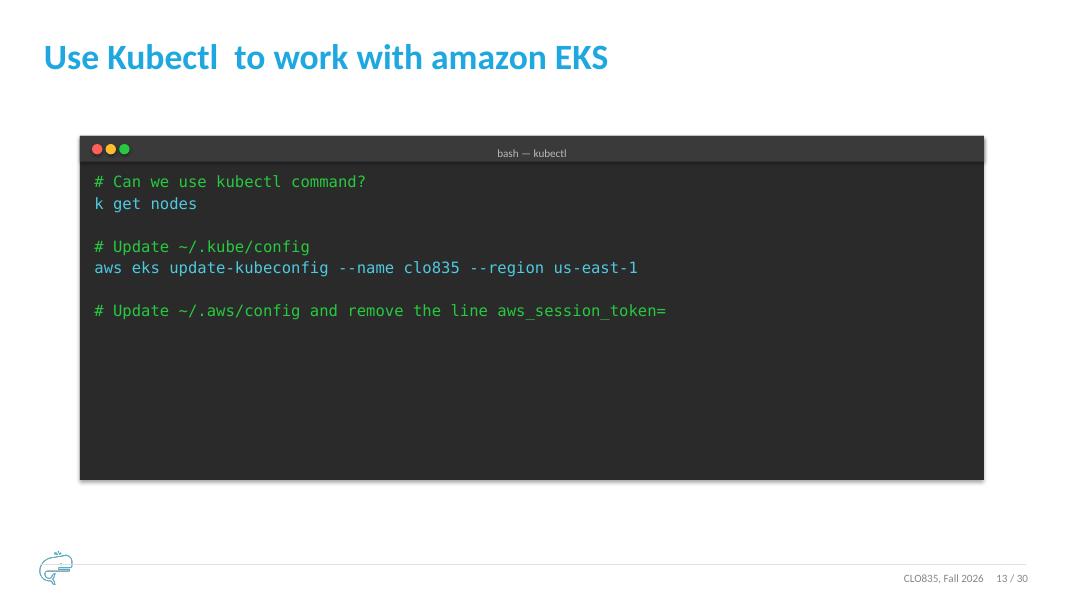 Use Kubectl  to work with amazon EKS
bash — kubectl
# Can we use kubectl command?
k get nodes
# Update ~/.kube/config
aws eks update-kubeconfig --name clo835 --region us-east-1
# Update ~/.aws/config and remove the line aws_session_token=
CLO835, Fall 2026 13 / 30